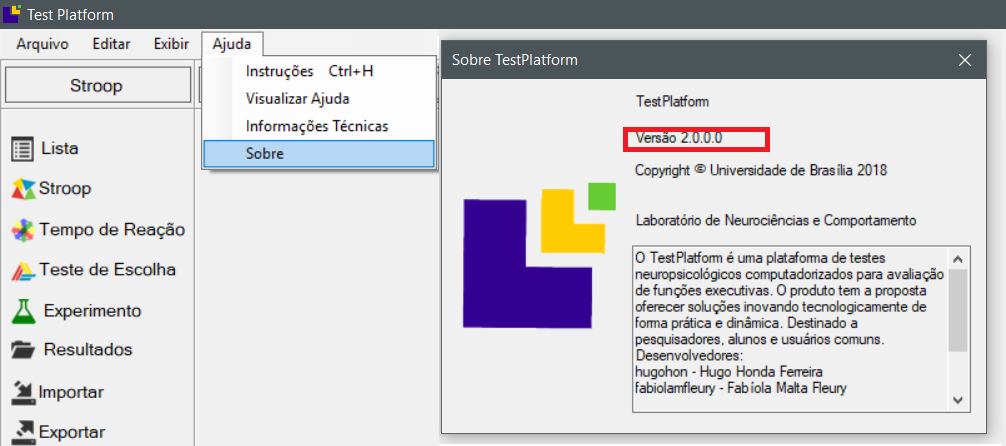 Test Platform
Arquivo Editar Exibir Ajuda
Stroop
Lista
Stroop
Tempo de Reação
Teste de Escolha
Experimento
Resultados
Importar
Exportar
Instruções Ctrl+H
Visualizar Ajuda
Informações Técnicas
Sobre
Sobre TestPlatform
TestPlatform
Versão 2.0.0.0
Copyright © Universidade de Brasília 2018
Laboratório de Neurociências e Comportamento
O TestPlatform é uma plataforma de testes
neuropsicológicos computadorizados para avaliação
de funções executivas. O produto tem a proposta
oferecer soluções inovando tecnologicamente de
forma prática e dinâmica. Destinado a
pesquisadores, alunos e usuários comuns.
Desenvolvedores:
hugohon - Hugo Honda Ferreira
fabiolamfleury - Fabíola Malta Fleury